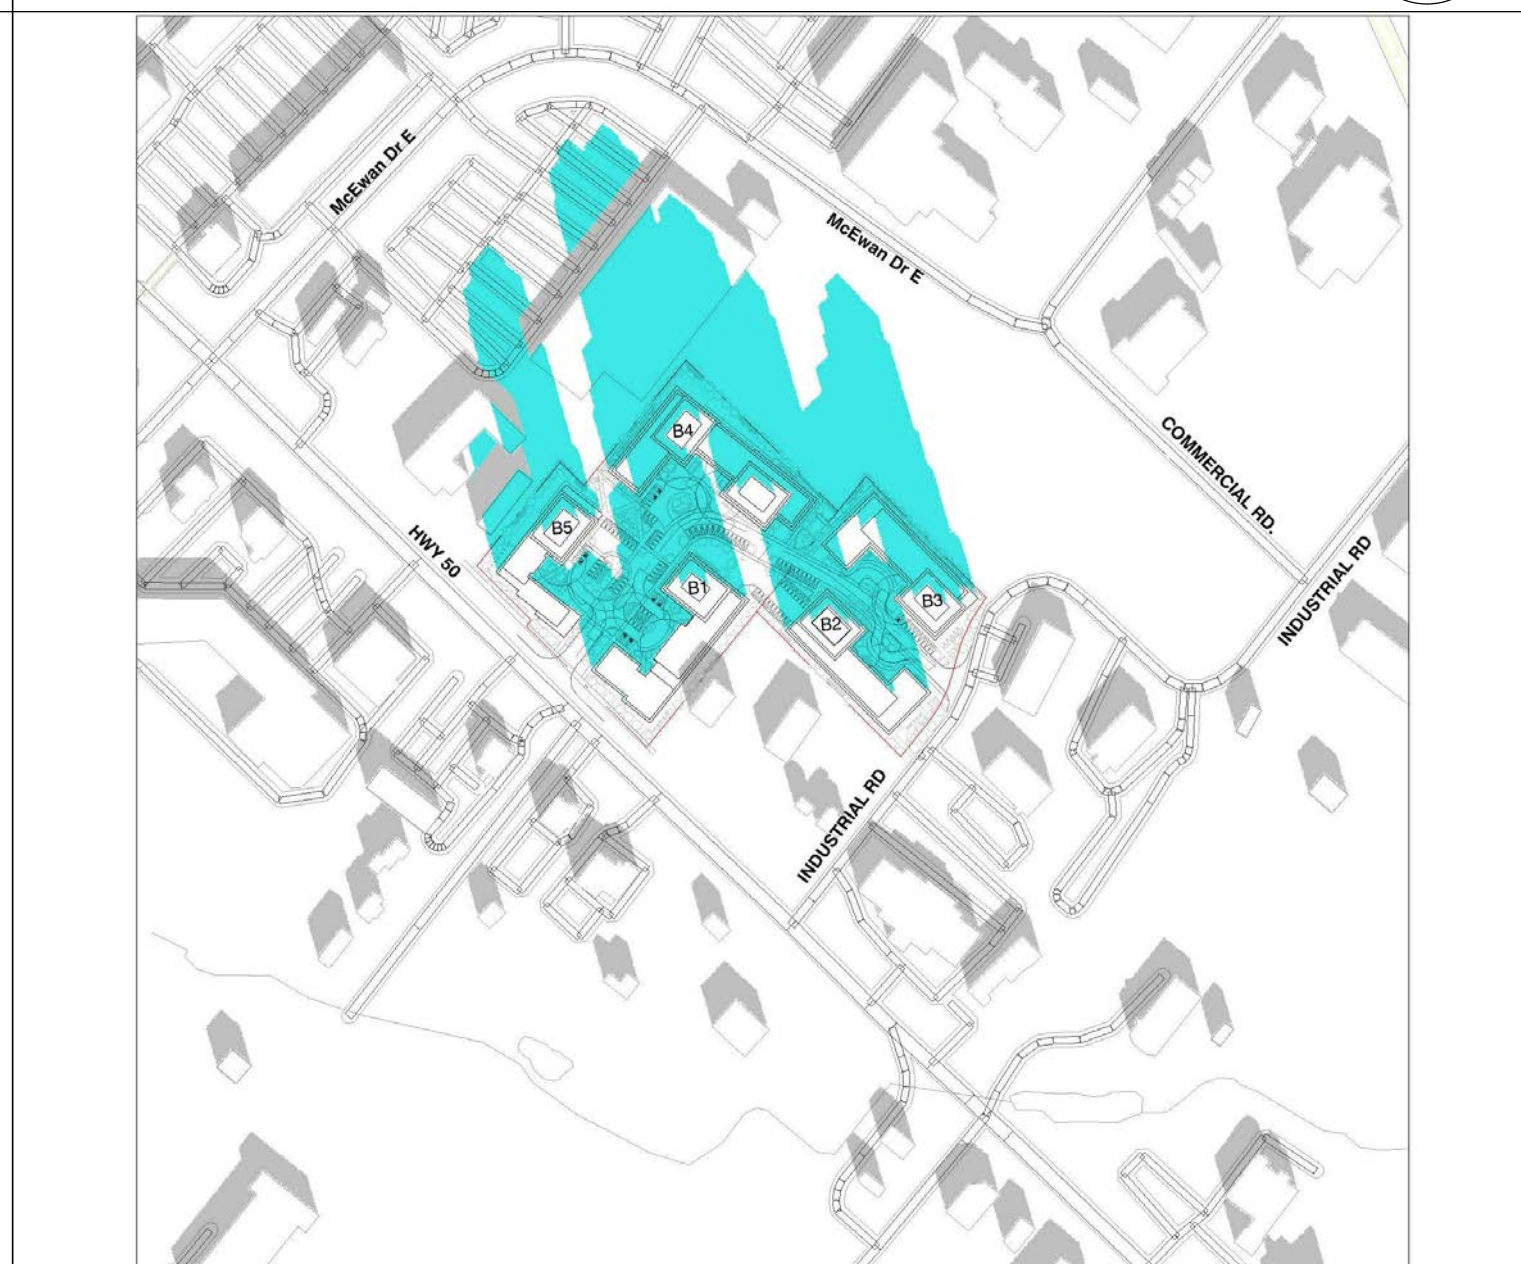 McEwan Dr E
McEwan Dr E
COMMERCIAL RD.
B4
B5
HWY 50
INDUSTRIAL RD
B1
B3
B2
INDUSTRIAL RD